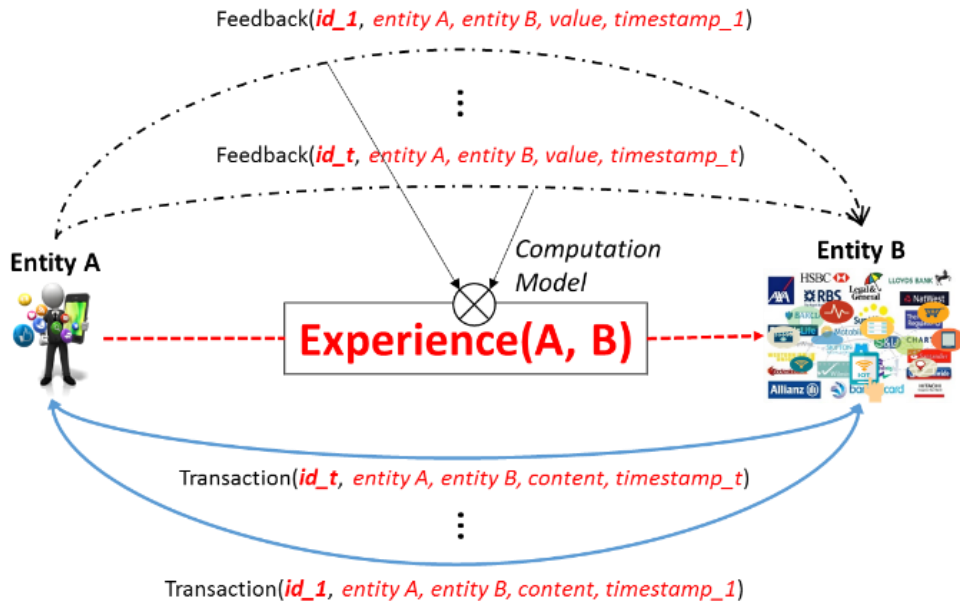 Feedback(id_1, entity A, entity B, value, timestamp_1)
Feedback(id_t, entity A, entity B, value, timestamp_t)
Computation
Model
Entity A
Entity B
HSBC
LLOYDS BANK
AXA
RBS
Legal &
General
NatWest
Experience(A, B)
IOT
Allianz
HITACHI
Transaction(id_t, entity A, entity B, content, timestamp_t)
Transaction(id_1, entity A, entity B, content, timestamp_1)